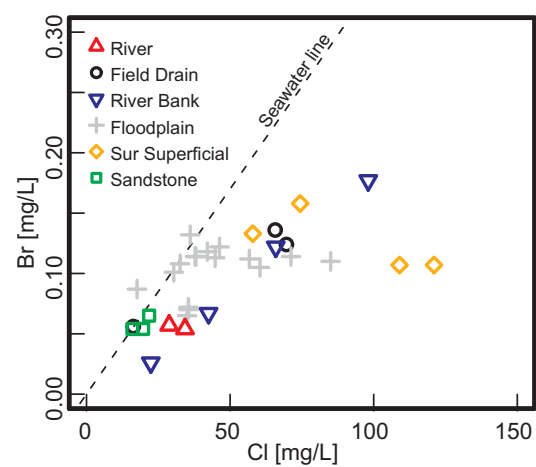 0.30
0.20
0.10
0.00
Br [mg/L]
River
Field Drain
River Bank
Floodplain
Sur Superficial
Sandstone
Seawater line
0
50
100
150
Cl [mg/L]